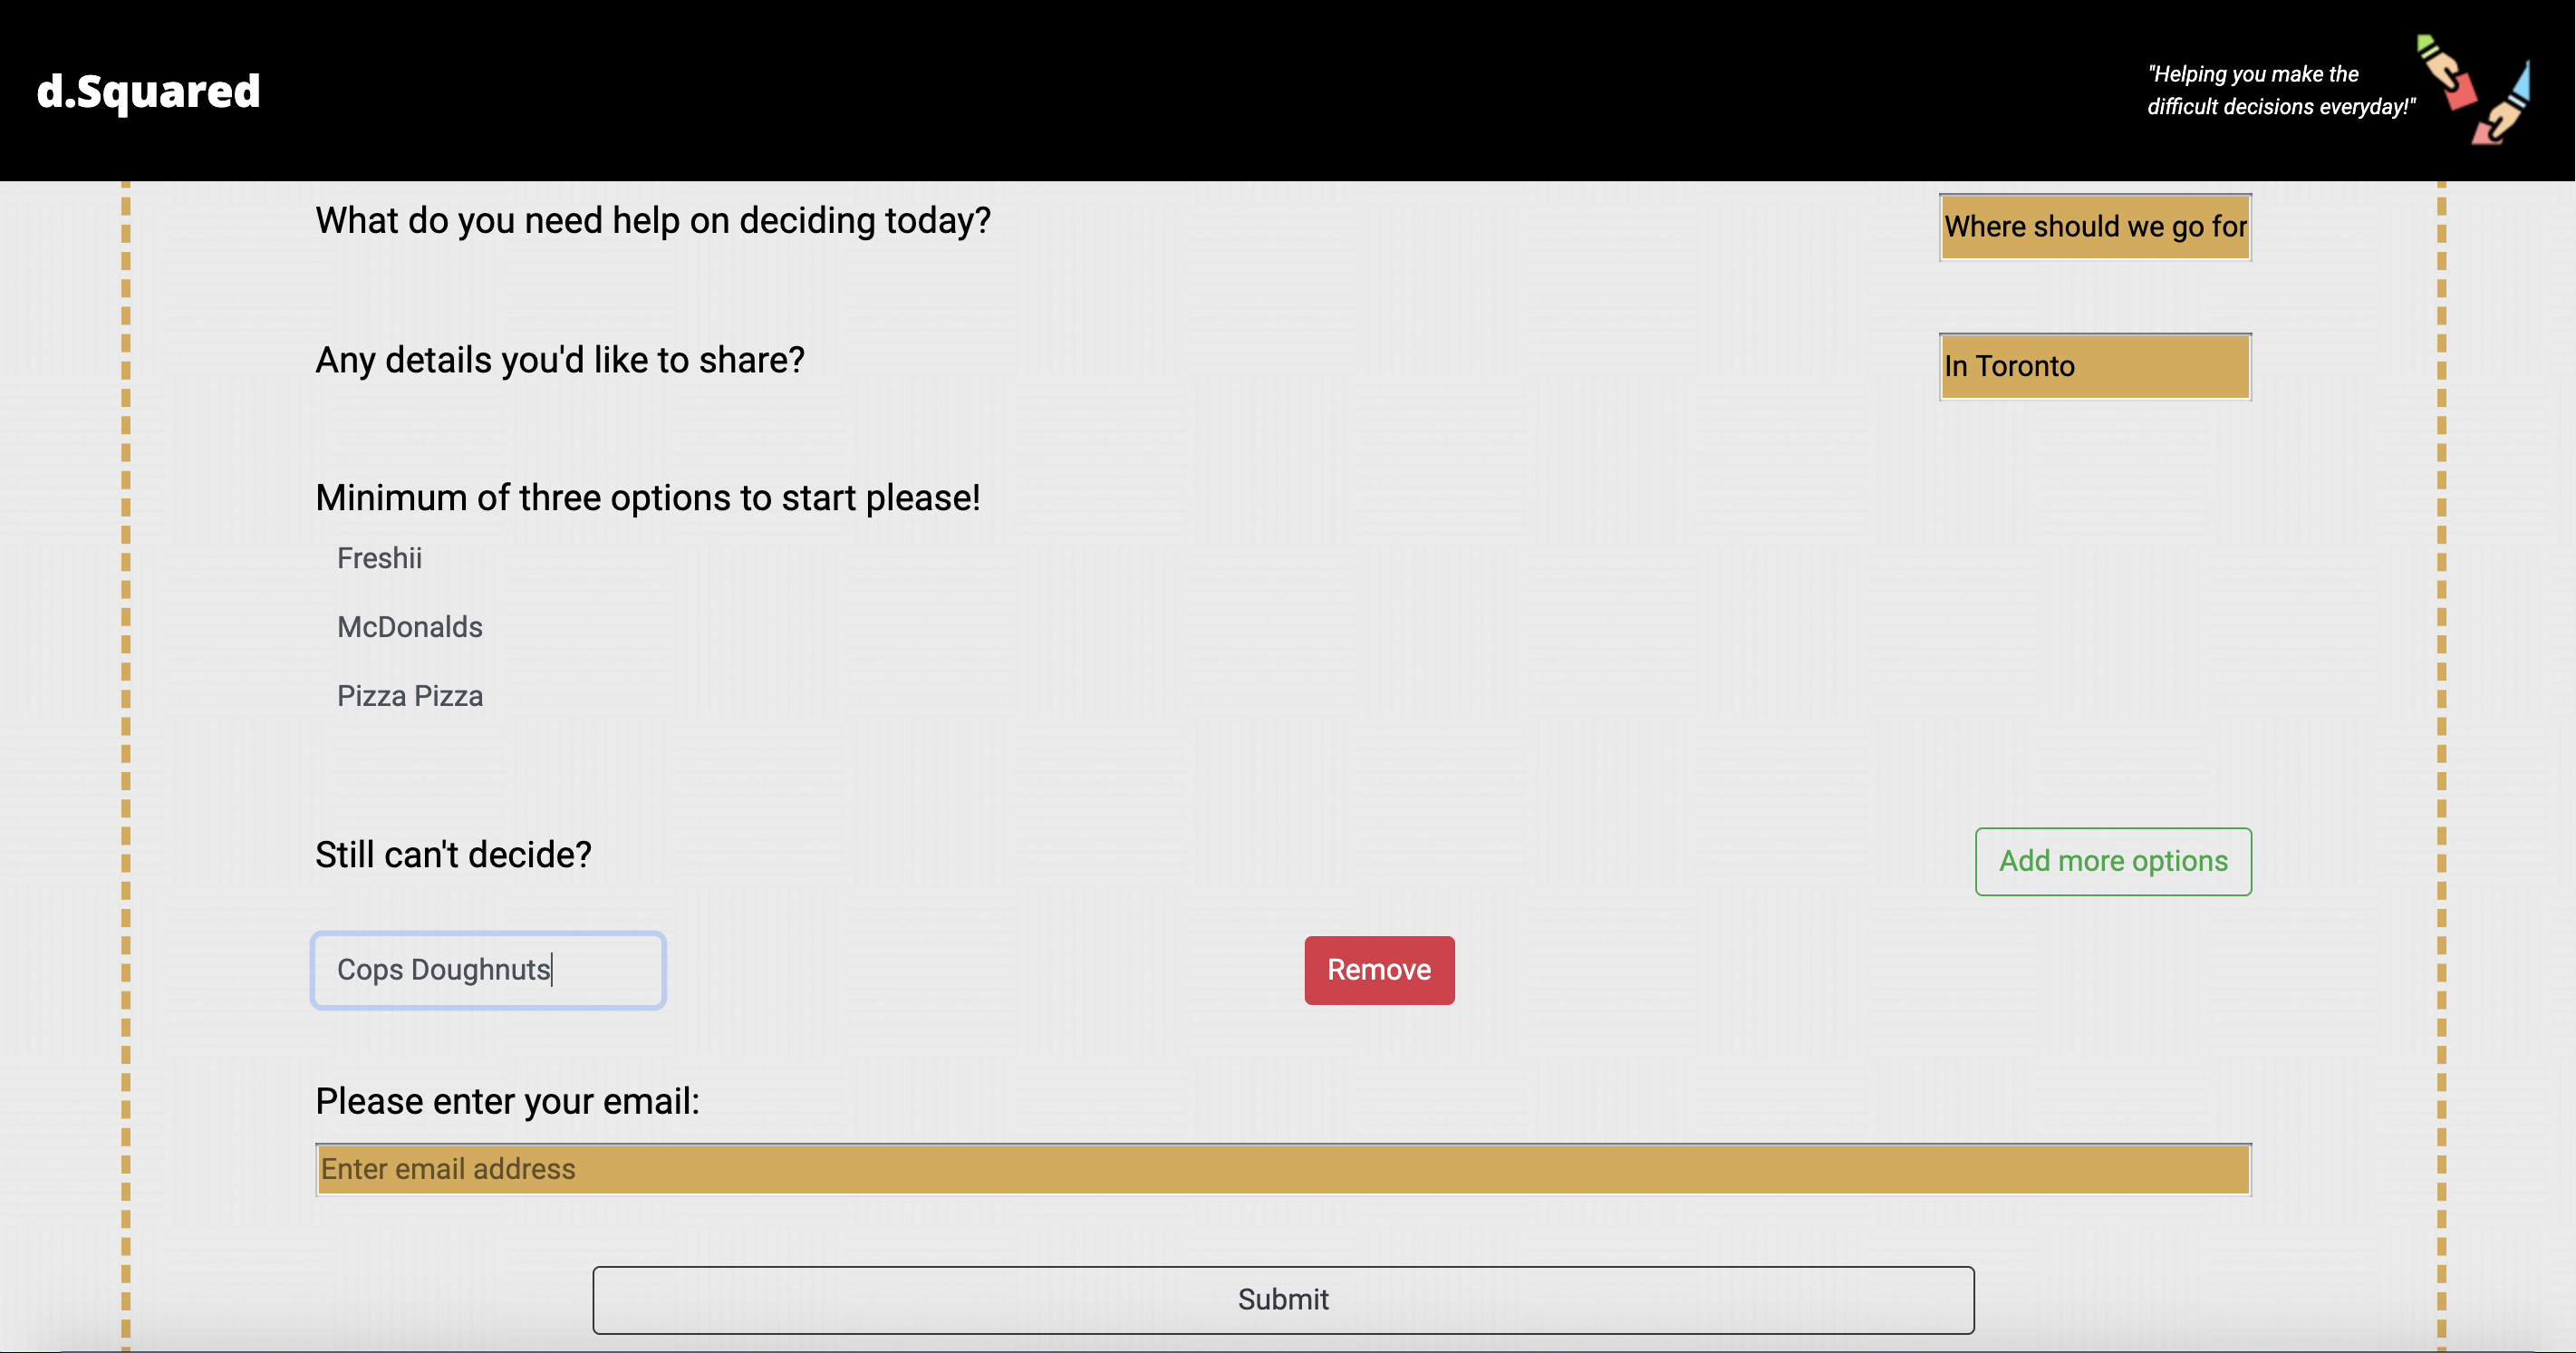 d.Squared
"Helping you make the
difficult decisions everyday!"
What do you need help on deciding today?
Where should we go for
Any details you'd like to share?
In Toronto
Minimum of three options to start please!
Freshii
McDonalds
Pizza Pizza
Still can't decide?
Add more options
Cops Doughnuts
Remove
Please enter your email:
Enter email address
Submit